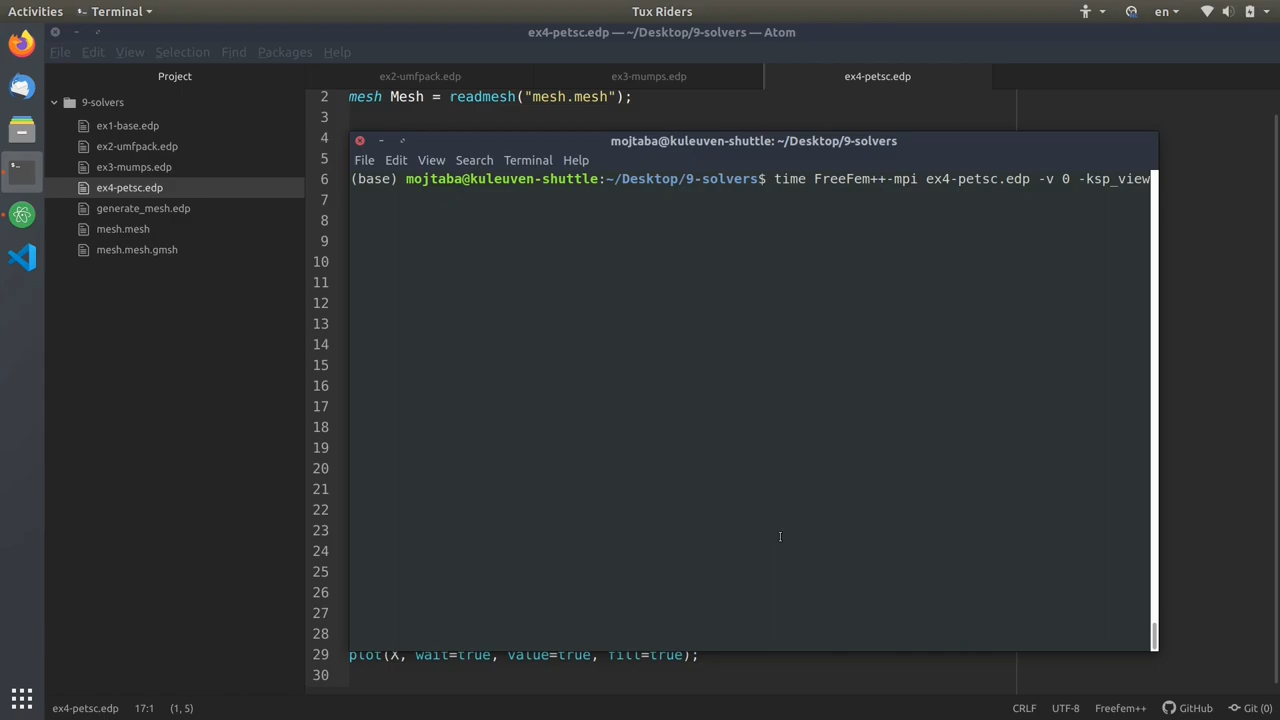 Activities Terminal Tux Riders en
ex4-petsc.edp — ~/Desktop/9-solvers — Atom
File Edit View Selection Find Packages Help
Project ex2-umfpack.edp ex3-mumps.edp ex4-petsc.edp
9-solvers
ex1-base.edp
ex2-umfpack.edp
ex3-mumps.edp
ex4-petsc.edp
generate_mesh.edp
mesh.mesh
mesh.mesh.gmsh
2 mesh Mesh = readmesh("mesh.mesh");
3
4
5
6
7
8
9
10
11
12
13
14
15
16
17
18
19
20
21
22
23
24
25
26
27
28
29 plot(X, wait=true, value=true, fill=true);
30
mojtaba@kuleuven-shuttle: ~/Desktop/9-solvers
File Edit View Search Terminal Help
(base) mojtaba@kuleuven-shuttle:~/Desktop/9-solvers$ time FreeFem++-mpi ex4-petsc.edp -v 0 -ksp_view
ex4-petsc.edp 17:1 (1, 5) CRLF UTF-8 Freefem++ GitHub Git (0)